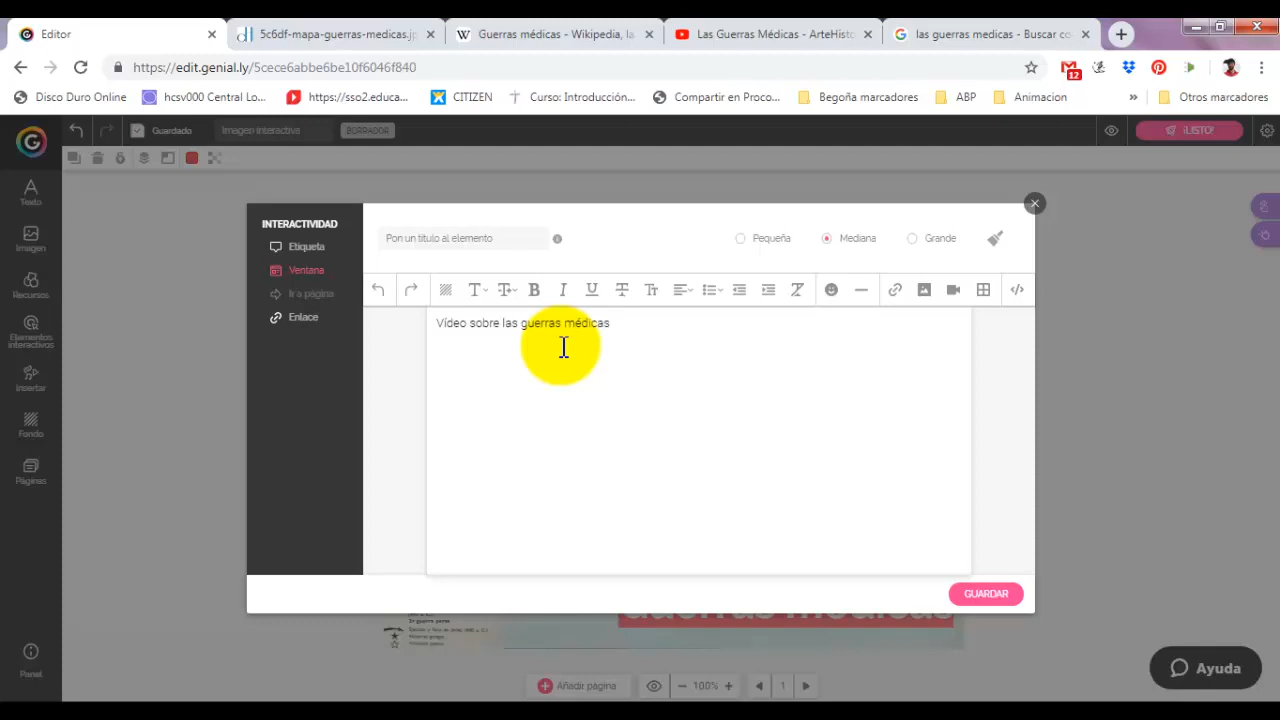 Editor
5c6df-mapa-guerras-medicas.jp
Guerras Médicas - Wikipedia, la
Las Guerras Médicas - ArteHisto
las guerras medicas - Buscar co
https://edit.genial.ly/5cece6abbe6be10f6046f840
12
Disco Duro Online
hcsv000 Central Lo...
https://sso2.educa...
CITIZEN
Curso: Introducción...
Compartir en Proco...
Begoña marcadores
ABP
Animacion
Otros marcadores
Guardado
Imagen interactiva
BORRADOR
¡LISTO!
Texto
Imagen
Recursos
Elementos
interactivos
Insertar
Fondo
Páginas
Panel
INTERACTIVIDAD
Etiqueta
Ventana
Ir a página
Enlace
Pon un título al elemento
Pequeña
Mediana
Grande
Vídeo sobre las guerras médicas
GUARDAR
guerras médicas
Añadir página
100%
1
Ayuda